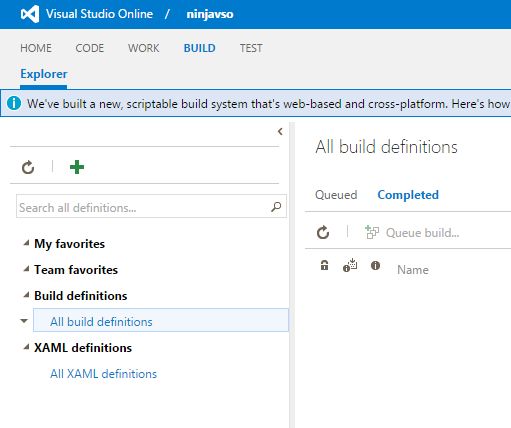 Visual Studio Online / ninjavso
HOME CODE WORK BUILD TEST
Explorer
We've built a new, scriptable build system that's web-based and cross-platform. Here's how
All build definitions
Queued Completed
Search all definitions...
Queue build...
My favorites
Name
Team favorites
Build definitions
All build definitions
XAML definitions
All XAML definitions